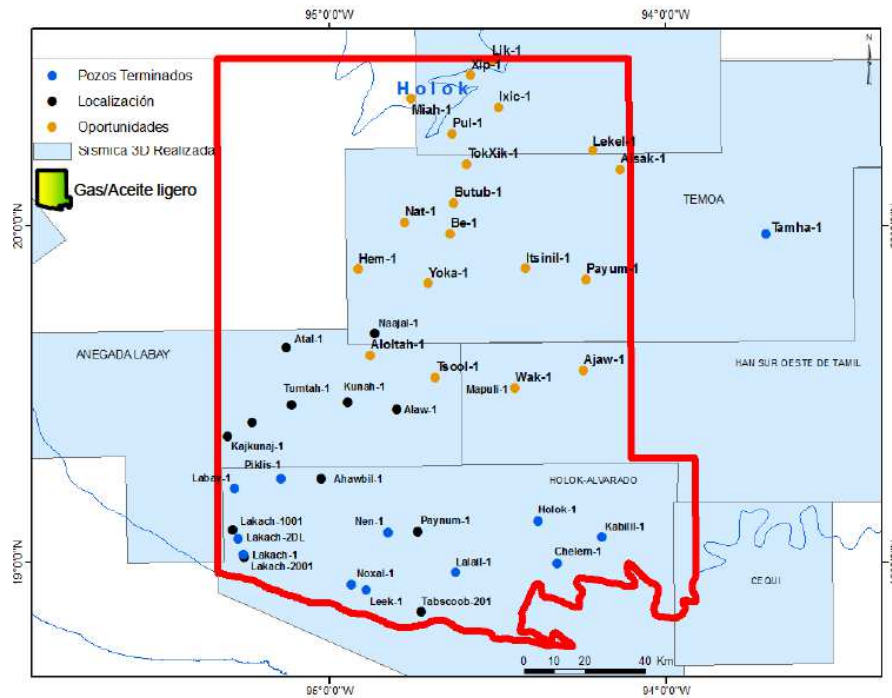 95°0'0"W
94°0'0"W
N
Lik-1
Pozos Terminados
Xip-1
Localización
Holok
Ixic-1
Miah-1
Oportunidades
Pul-1
Sísmica 3D Realizada
Lekel-1
TokXik-1
Gas/Aceite ligero
TEMOA
Butub-1
Nat-1
Be-1
Tamha-1
20°0'0"N
Hem-1
Itsinil-1
Payum-1
Yoka-1
Naajal-1
Atal-1
ANEGADA LABAY
Aloltah-1
Ajaw-1
HAN SUR OESTE DE TAMIL
Tsool-1
Wak-1
Mapuli-1
Tumtah-1
Kunah-1
Alaw-1
Kajkunaj-1
Piklis-1
Labay-1
Ahawbil-1
HOLOK-ALVARADO
Lakach-1001
Nen-1
Paynum-1
Holok-1
Kabilil-1
Lakach-2DL
Lakach-1
Lakach-2001
Chelem-1
19°0'0"N
Noxal-1
Lalail-1
Leek-1
CEQUI
Tabscoob-201
0 10 20 40 Km
95°0'0"W
94°0'0"W